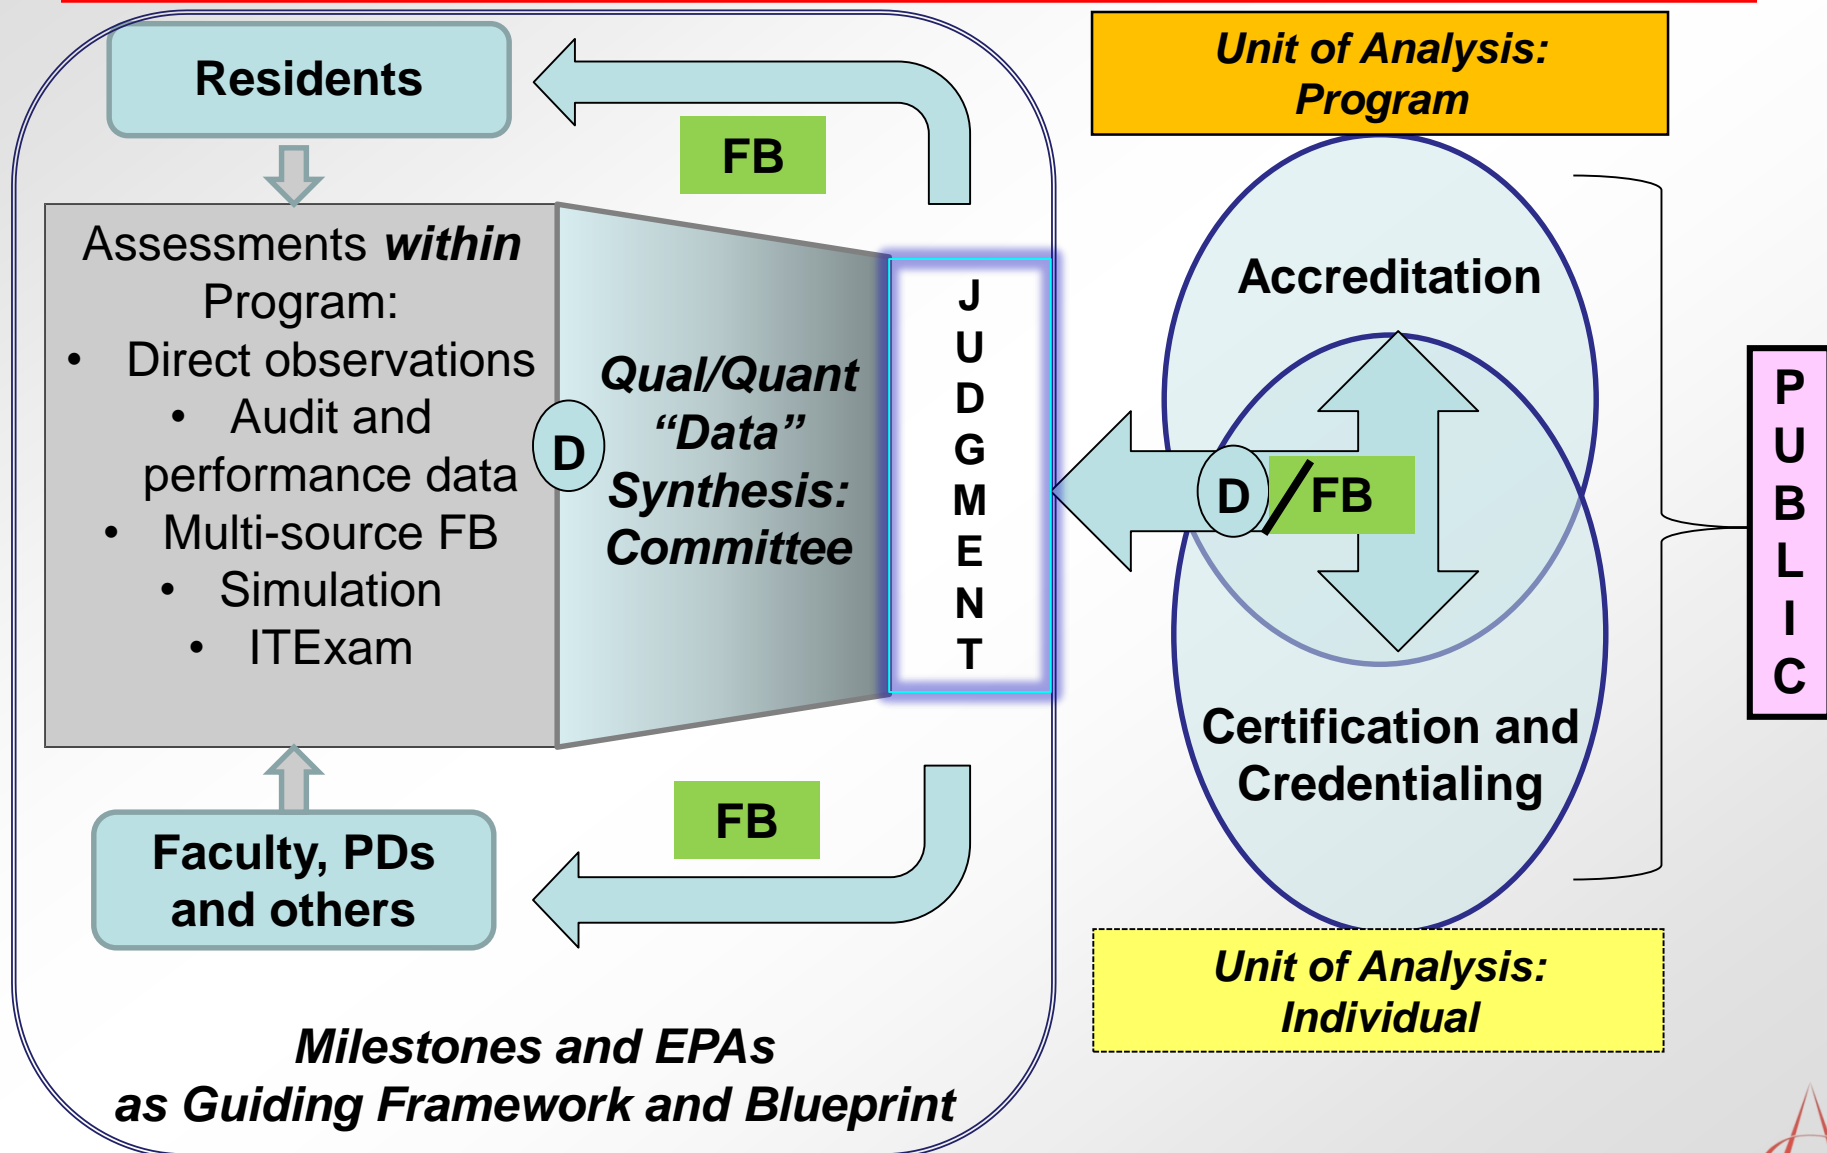 Residents
FB
Assessments within
Program:
• Direct observations
• Audit and
performance data
• Multi-source FB
• Simulation
• ITExam
D
Qual/Quant
“Data”
Synthesis:
Committee
J
U
D
G
M
E
N
T
FB
Faculty, PDs
and others
Milestones and EPAs
as Guiding Framework and Blueprint
Unit of Analysis:
Program
Accreditation
D/FB
Certification and
Credentialing
Unit of Analysis:
Individual
P
U
B
L
I
C